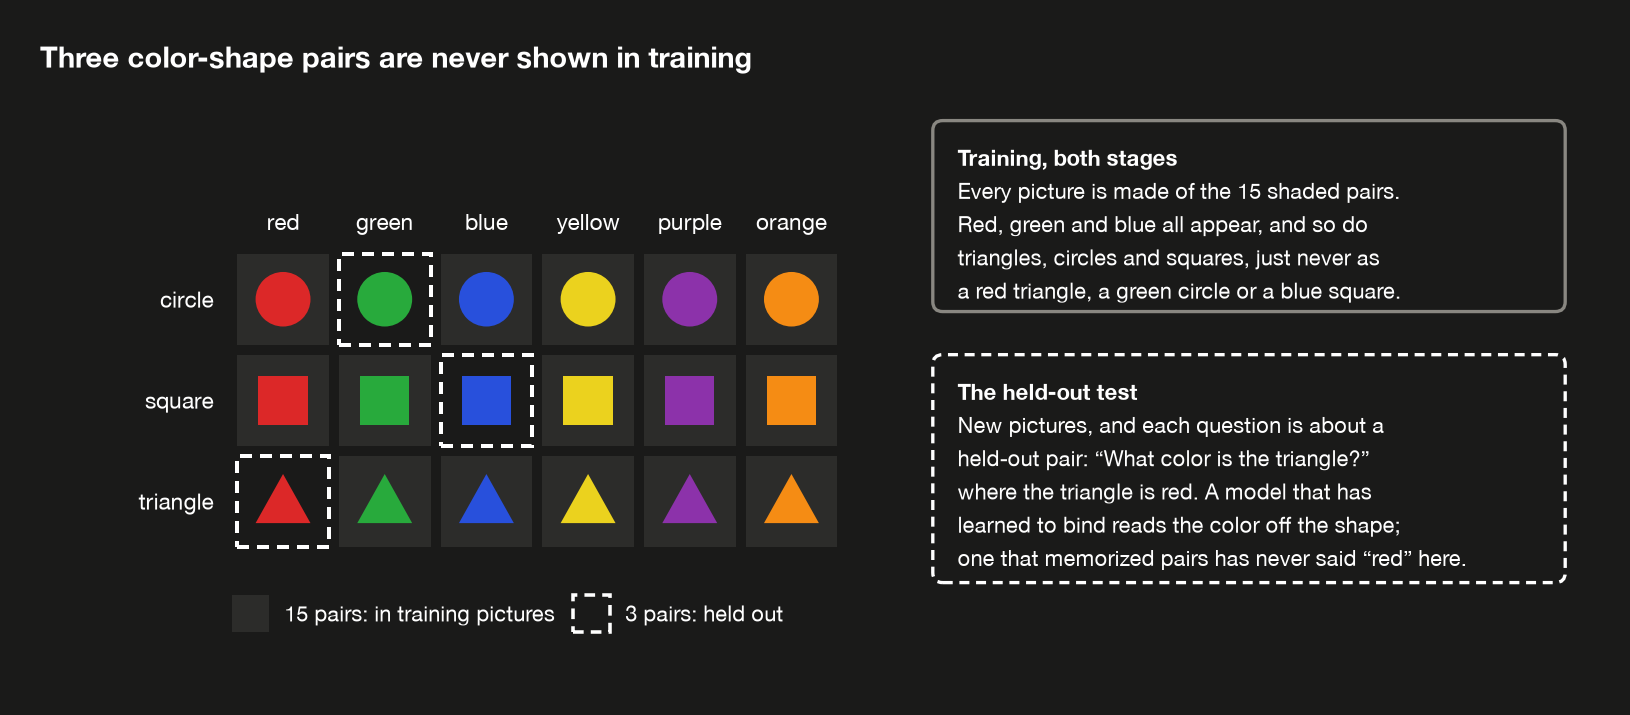 Three color-shape pairs are never shown in training
red green blue yellow purple orange
circle
square
triangle
15 pairs: in training pictures 3 pairs: held out
Training, both stages
Every picture is made of the 15 shaded pairs.
Red, green and blue all appear, and so do
triangles, circles and squares, just never as
a red triangle, a green circle or a blue square.
The held-out test
New pictures, and each question is about a
held-out pair: “What color is the triangle?”
where the triangle is red. A model that has
learned to bind reads the color off the shape;
one that memorized pairs has never said “red” here.